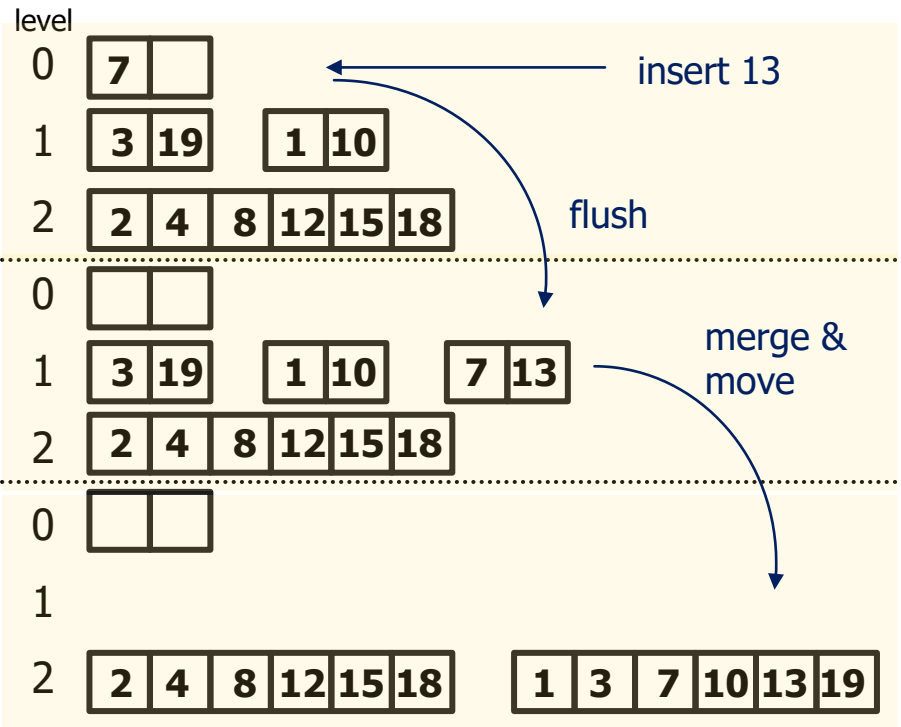 level
0 7 insert 13
1 3 19 1 10
2 2 4 8 12 15 18 flush
0
1 3 19 1 10 7 13 merge &
move
2 2 4 8 12 15 18
0
1
2 2 4 8 12 15 18 1 3 7 10 13 19